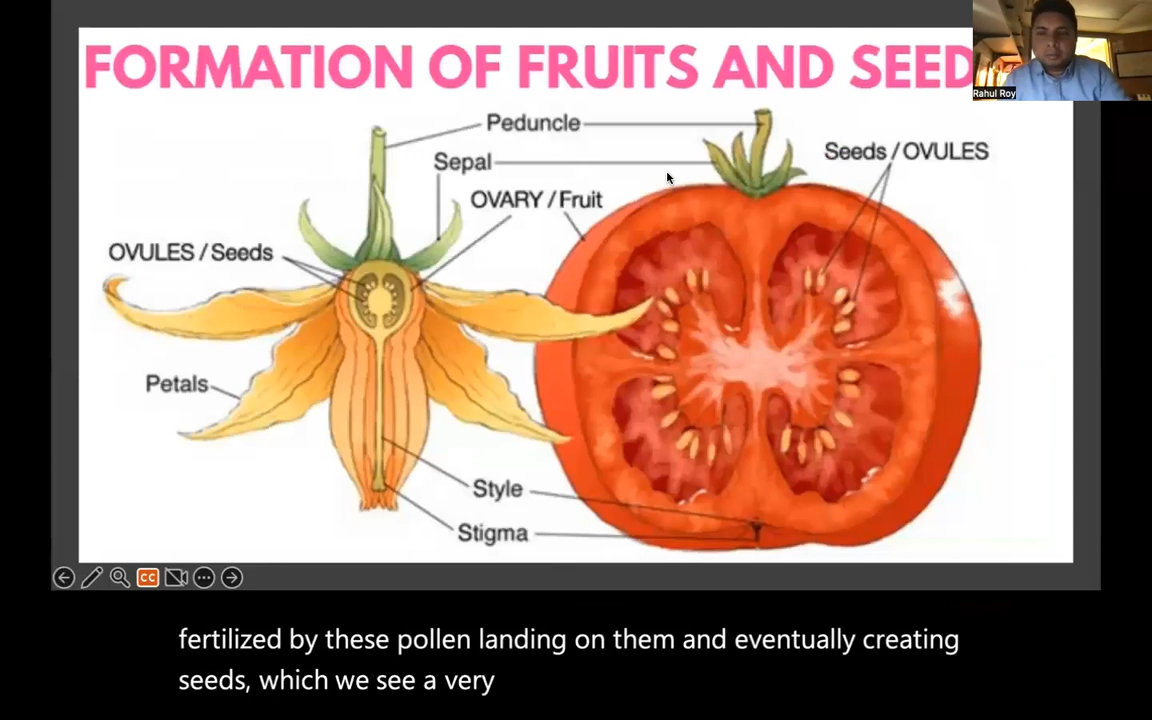 FORMATION OF FRUITS AND SEED
Rahul Roy
Peduncle
Seeds / OVULES
Sepal
OVARY / Fruit
OVULES / Seeds
Petals
Style
Stigma
CC
fertilized by these pollen landing on them and eventually creating
seeds, which we see a very